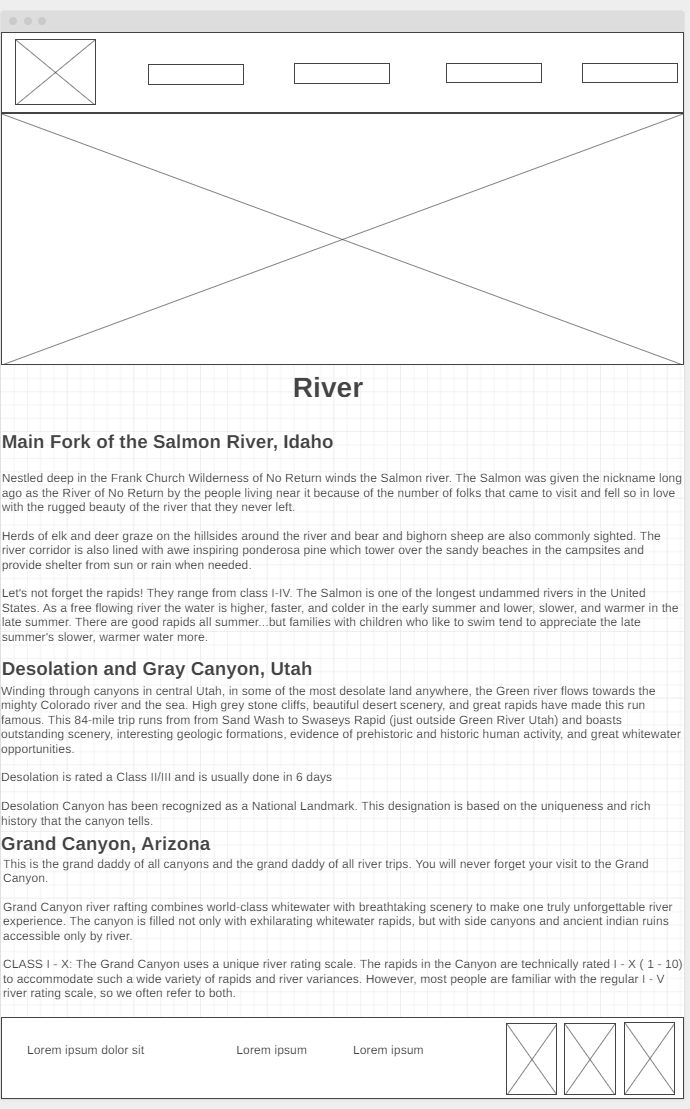 River
Main Fork of the Salmon River, Idaho
Nestled deep in the Frank Church Wilderness of No Return winds the Salmon river. The Salmon was given the nickname long
ago as the River of No Return by the people living near it because of the number of folks that came to visit and fell so in love
with the rugged beauty of the river that they never left.
Herds of elk and deer graze on the hillsides around the river and bear and bighorn sheep are also commonly sighted. The
river corridor is also lined with awe inspiring ponderosa pine which tower over the sandy beaches in the campsites and
provide shelter from sun or rain when needed.
Let's not forget the rapids! They range from class I-IV. The Salmon is one of the longest undammed rivers in the United
States. As a free flowing river the water is higher, faster, and colder in the early summer and lower, slower, and warmer in the
late summer. There are good rapids all summer...but families with children who like to swim tend to appreciate the late
summer's slower, warmer water more.
Desolation and Gray Canyon, Utah
Winding through canyons in central Utah, in some of the most desolate land anywhere, the Green river flows towards the
mighty Colorado river and the sea. High grey stone cliffs, beautiful desert scenery, and great rapids have made this run
famous. This 84-mile trip runs from from Sand Wash to Swaseys Rapid (just outside Green River Utah) and boasts
outstanding scenery, interesting geologic formations, evidence of prehistoric and historic human activity, and great whitewater
opportunities.
Desolation is rated a Class II/III and is usually done in 6 days
Desolation Canyon has been recognized as a National Landmark. This designation is based on the uniqueness and rich
history that the canyon tells.
Grand Canyon, Arizona
This is the grand daddy of all canyons and the grand daddy of all river trips. You will never forget your visit to the Grand
Canyon.
Grand Canyon river rafting combines world-class whitewater with breathtaking scenery to make one truly unforgettable river
experience. The canyon is filled not only with exhilarating whitewater rapids, but with side canyons and ancient indian ruins
accessible only by river.
CLASS I - X: The Grand Canyon uses a unique river rating scale. The rapids in the Canyon are technically rated I - X ( 1 - 10)
to accommodate such a wide variety of rapids and river variances. However, most people are familiar with the regular I - V
river rating scale, so we often refer to both.
Lorem ipsum dolor sit
Lorem ipsum
Lorem ipsum